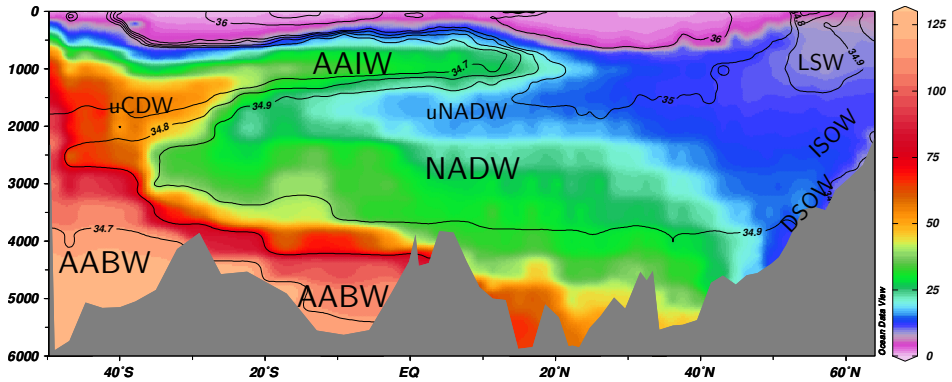 0
1000
2000
3000
4000
5000
6000
36
36
34.8
34.9
34.7
34.9
34.8
35
34.9
34.7
AAIW
LSW
uCDW
uNADW
ISOW
NADW
DSOW
AABW
AABW
40°S
20°S
EQ
20°N
40°N
60°N
Ocean Data View
125
100
75
50
25
0